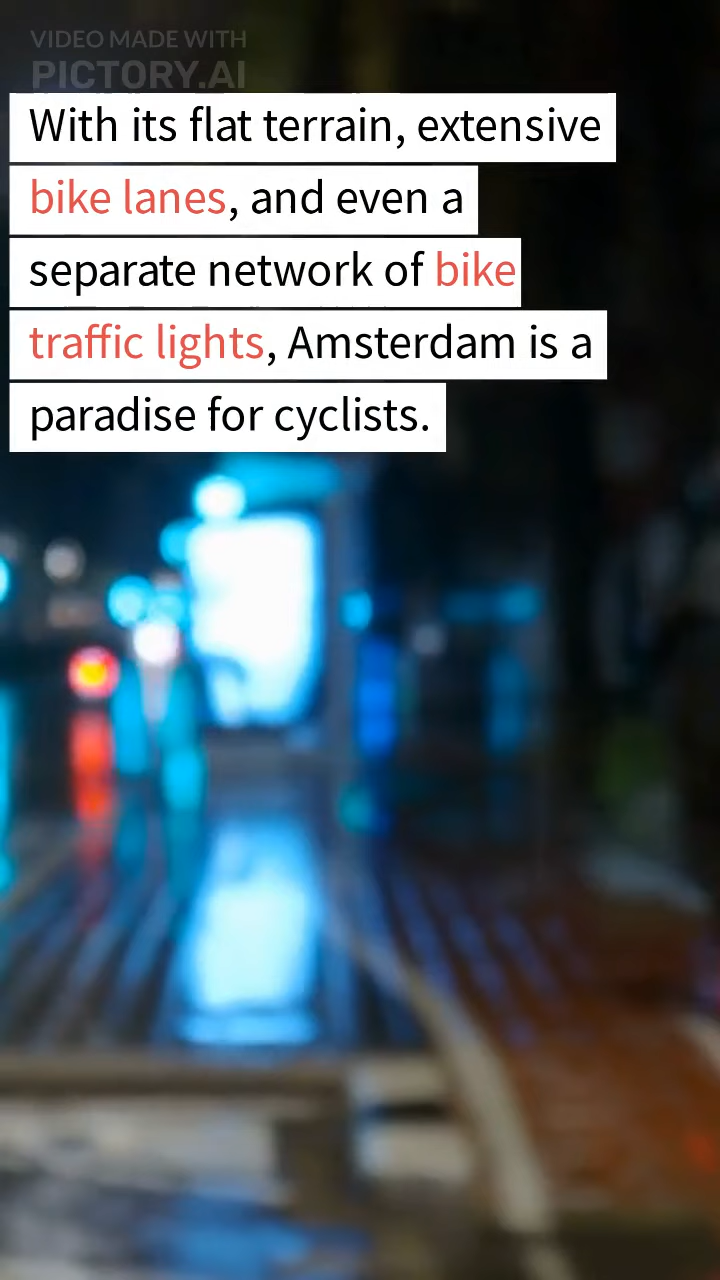 VIDEO MADE WITH
PICTORY.AI
With its flat terrain, extensive
bike lanes, and even a
separate network of bike
traffic lights, Amsterdam is a
paradise for cyclists.